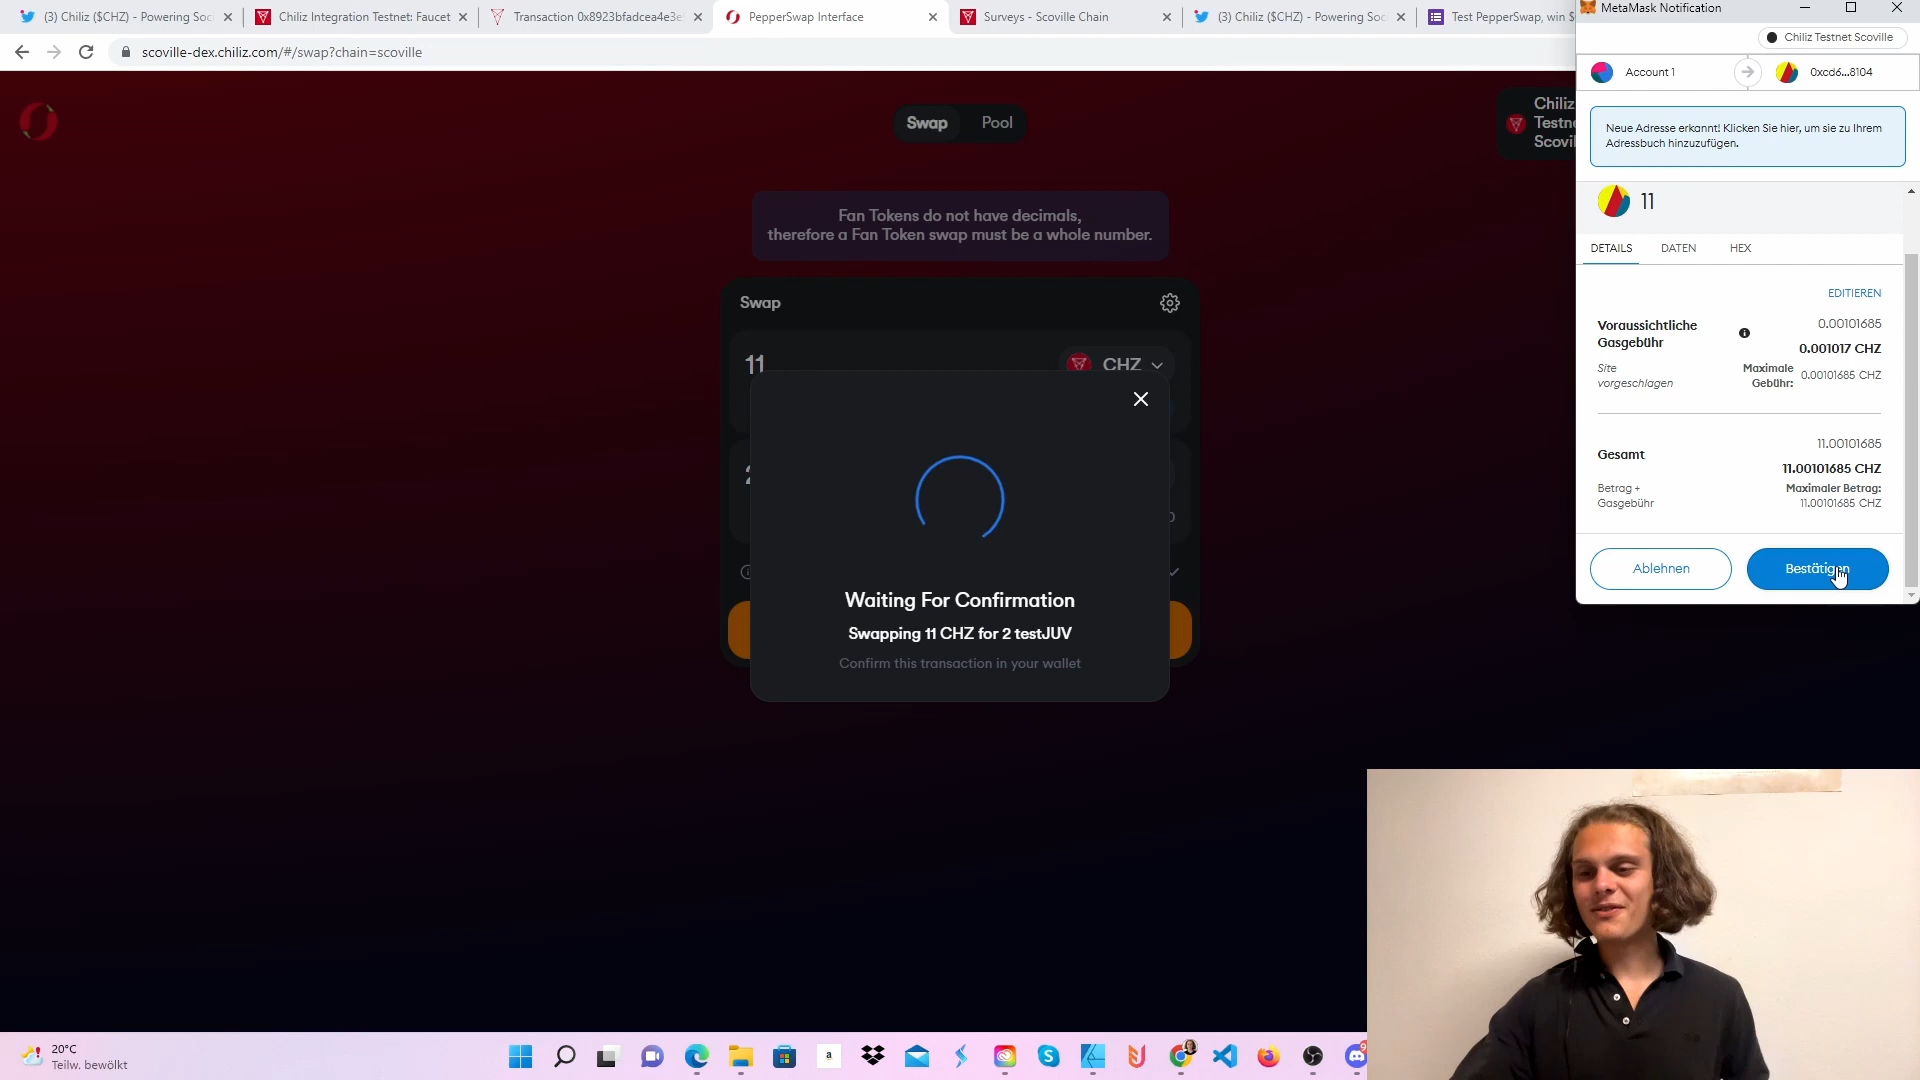 (3) Chiliz ($CHZ) - Powering Soc
Chiliz Integration Testnet: Faucet
Transaction 0x8923bfadcea4e3e
PepperSwap Interface
Surveys - Scoville Chain
(3) Chiliz ($CHZ) - Powering Soc
Test PepperSwap, win $
scoville-dex.chiliz.com/#/swap?chain=scoville
Swap
Pool
Chiliz
Testne
Scovil
Fan Tokens do not have decimals,
therefore a Fan Token swap must be a whole number.
Swap
11
CHZ
Waiting For Confirmation
Swapping 11 CHZ for 2 testJUV
Confirm this transaction in your wallet
MetaMask Notification
Chiliz Testnet Scoville
Account 1
0xcd6...8104
Neue Adresse erkannt! Klicken Sie hier, um sie zu Ihrem
Adressbuch hinzuzufügen.
11
DETAILS
DATEN
HEX
EDITIEREN
Voraussichtliche
Gasgebühr
0.00101685
0.001017 CHZ
Site
vorgeschlagen
Maximale
Gebühr:
0.00101685 CHZ
Gesamt
11.00101685
11.00101685 CHZ
Betrag +
Gasgebühr
Maximaler Betrag:
11.00101685 CHZ
Ablehnen
Bestätigen
20°C
Teilw. bewölkt